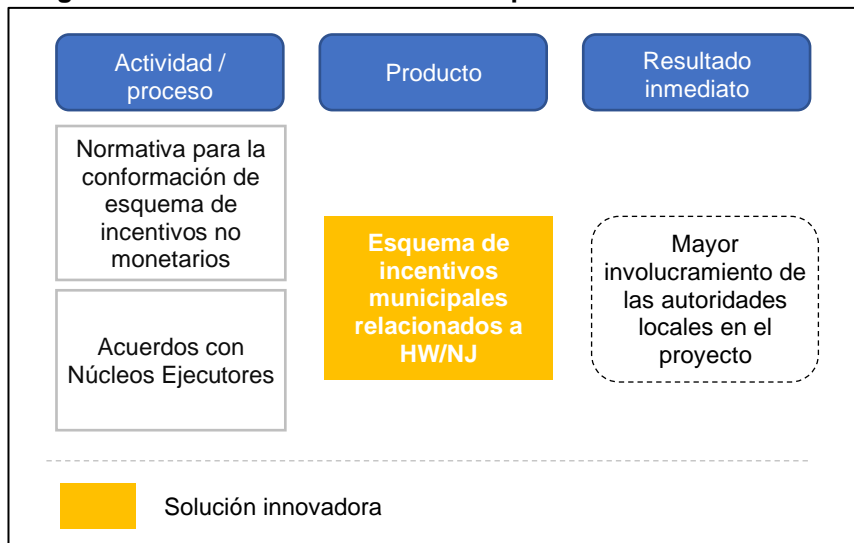 Actividad /
proceso
Producto
Resultado
inmediato
Normativa para la
conformación de
esquema de
incentivos no
monetarios
Acuerdos con
Núcleos Ejecutores
Esquema de
incentivos
municipales
relacionados a
HW/NJ
Mayor
involucramiento de
las autoridades
locales en el
proyecto
Solución innovadora